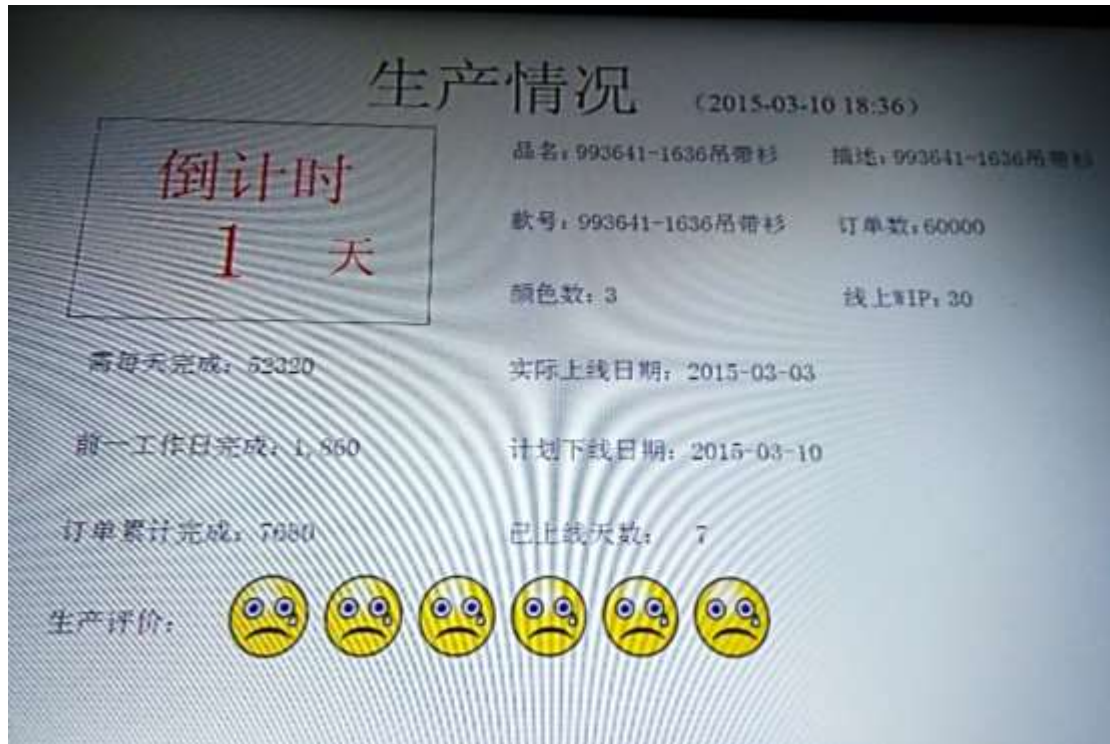 生产情况 (2015-03-10 18:36)
倒计时
1 天
品名: 993641-1636吊带衫 描述: 993641-1636吊带衫
款号: 993641-1636吊带衫 订单数: 60000
颜色数: 3 线上WIP: 30
需每天完成: 52320 实际上线日期: 2015-03-03
前一工作日完成: 1,860 计划下线日期: 2015-03-10
订单累计完成: 7680 已上线天数: 7
生产评价: